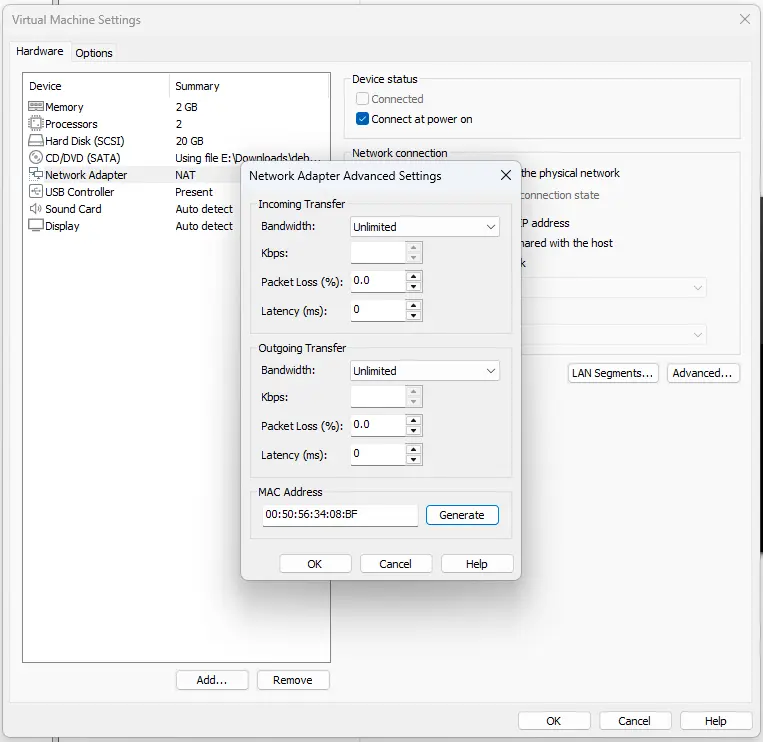 Virtual Machine Settings
Hardware Options
Device Summary
Memory 2 GB
Processors 2
Hard Disk (SCSI) 20 GB
CD/DVD (SATA) Using file E:\Downloads\deb...
Network Adapter NAT
USB Controller Present
Sound Card Auto detect
Display Auto detect
Add... Remove
Device status
Connected
Connect at power on
Network connection
the physical network
connection state
P address
hared with the host
k
LAN Segments... Advanced...
Network Adapter Advanced Settings
Incoming Transfer
Bandwidth: Unlimited
Kbps:
Packet Loss (%): 0.0
Latency (ms): 0
Outgoing Transfer
Bandwidth: Unlimited
Kbps:
Packet Loss (%): 0.0
Latency (ms): 0
MAC Address
00:50:56:34:08:BF Generate
OK Cancel Help
OK Cancel Help